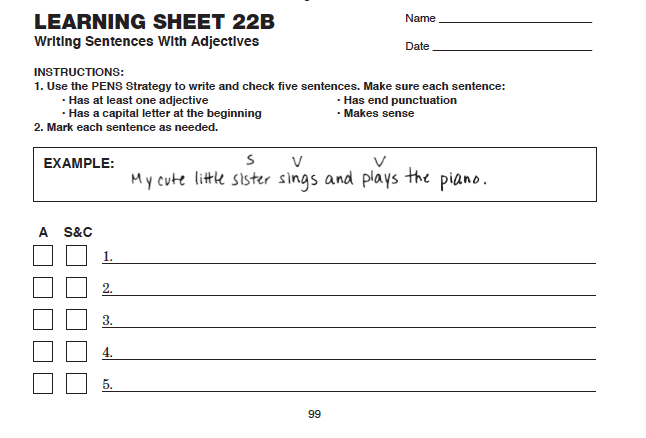 LEARNING SHEET 22B
Name
Writing Sentences With Adjectives
Date
INSTRUCTIONS:
1. Use the PENS Strategy to write and check five sentences. Make sure each sentence:
• Has at least one adjective
• Has end punctuation
• Has a capital letter at the beginning
• Makes sense
2. Mark each sentence as needed.
EXAMPLE:
S V V
My cute little sister sings and plays the piano.
A S&C
1.
2.
3.
4.
5.
99